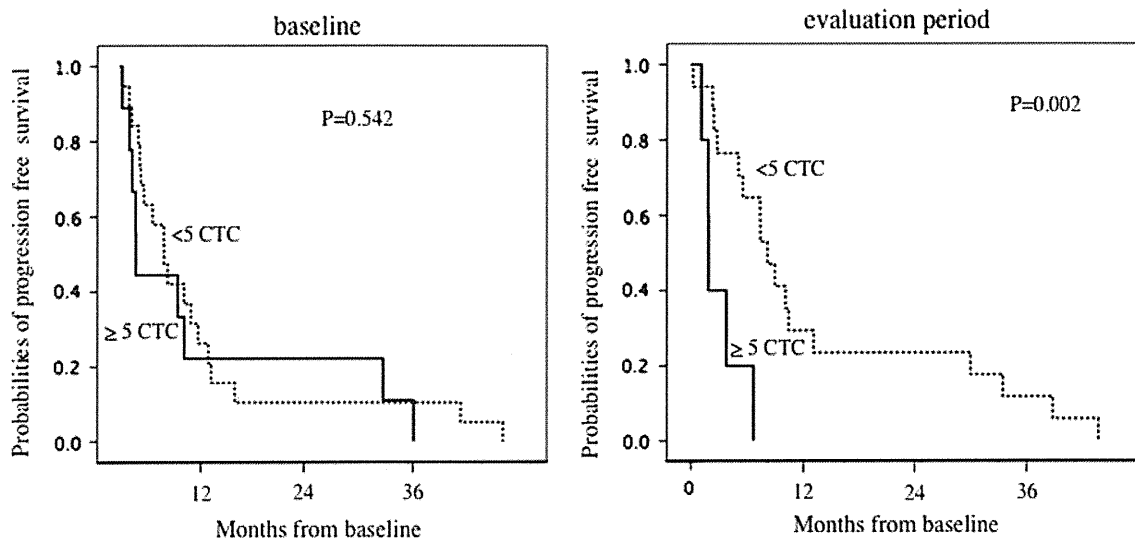 baseline
Probabilities of progression free survival
1.0
0.8
0.6
0.4
0.2
0.0
P=0.542
<5 CTC
≥ 5 CTC
12
24
36
Months from baseline
evaluation period
Probabilities of progression free survival
1.0
0.8
0.6
0.4
0.2
0.0
P=0.002
<5 CTC
≥ 5 CTC
0
12
24
36
Months from baseline